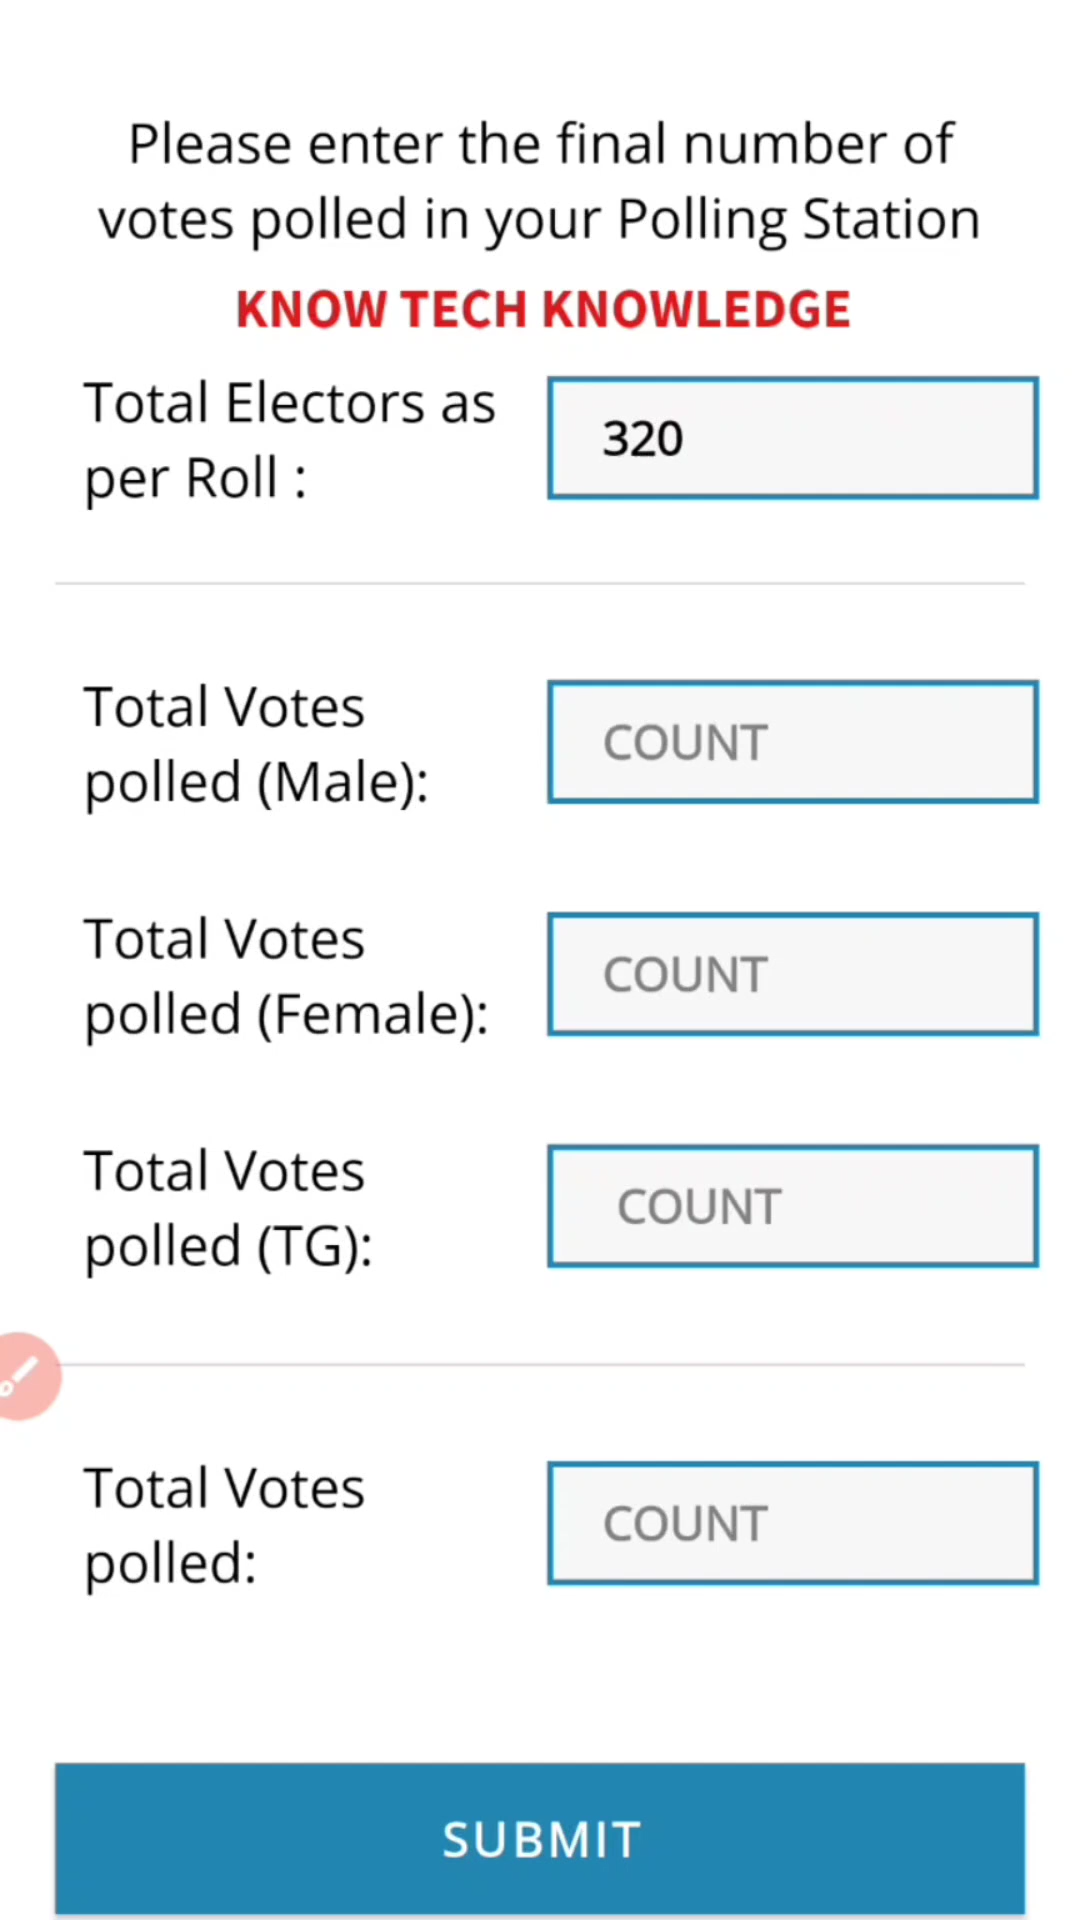 Please enter the final number of
votes polled in your Polling Station
KNOW TECH KNOWLEDGE
Total Electors as
per Roll :
320
Total Votes
polled (Male):
COUNT
Total Votes
polled (Female):
COUNT
Total Votes
polled (TG):
COUNT
Total Votes
polled:
COUNT
SUBMIT